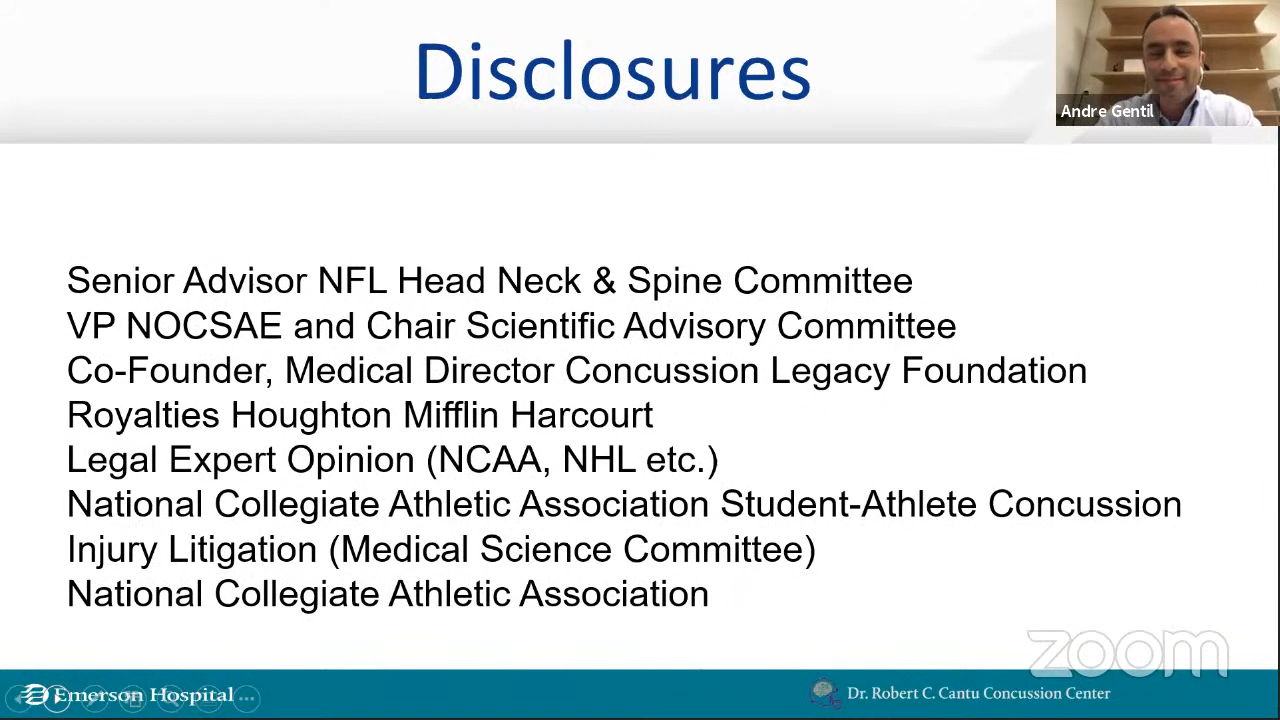 Disclosures
Andre Gentil
Senior Advisor NFL Head Neck & Spine Committee
VP NOCSAE and Chair Scientific Advisory Committee
Co-Founder, Medical Director Concussion Legacy Foundation
Royalties Houghton Mifflin Harcourt
Legal Expert Opinion (NCAA, NHL etc.)
National Collegiate Athletic Association Student-Athlete Concussion
Injury Litigation (Medical Science Committee)
National Collegiate Athletic Association
zoom
Emerson Hospital
Dr. Robert C. Cantu Concussion Center